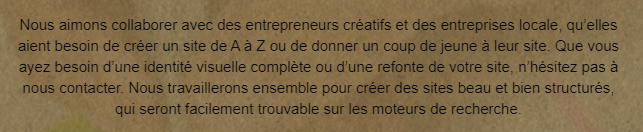 Nous aimons collaborer avec des entrepreneurs créatifs et des entreprises locale, qu’elles
aient besoin de créer un site de A à Z ou de donner un coup de jeune à leur site. Que vous
ayez besoin d’une identité visuelle complète ou d’une refonte de votre site, n’hésitez pas à
nous contacter. Nous travaillerons ensemble pour créer des sites beau et bien structurés,
qui seront facilement trouvable sur les moteurs de recherche.